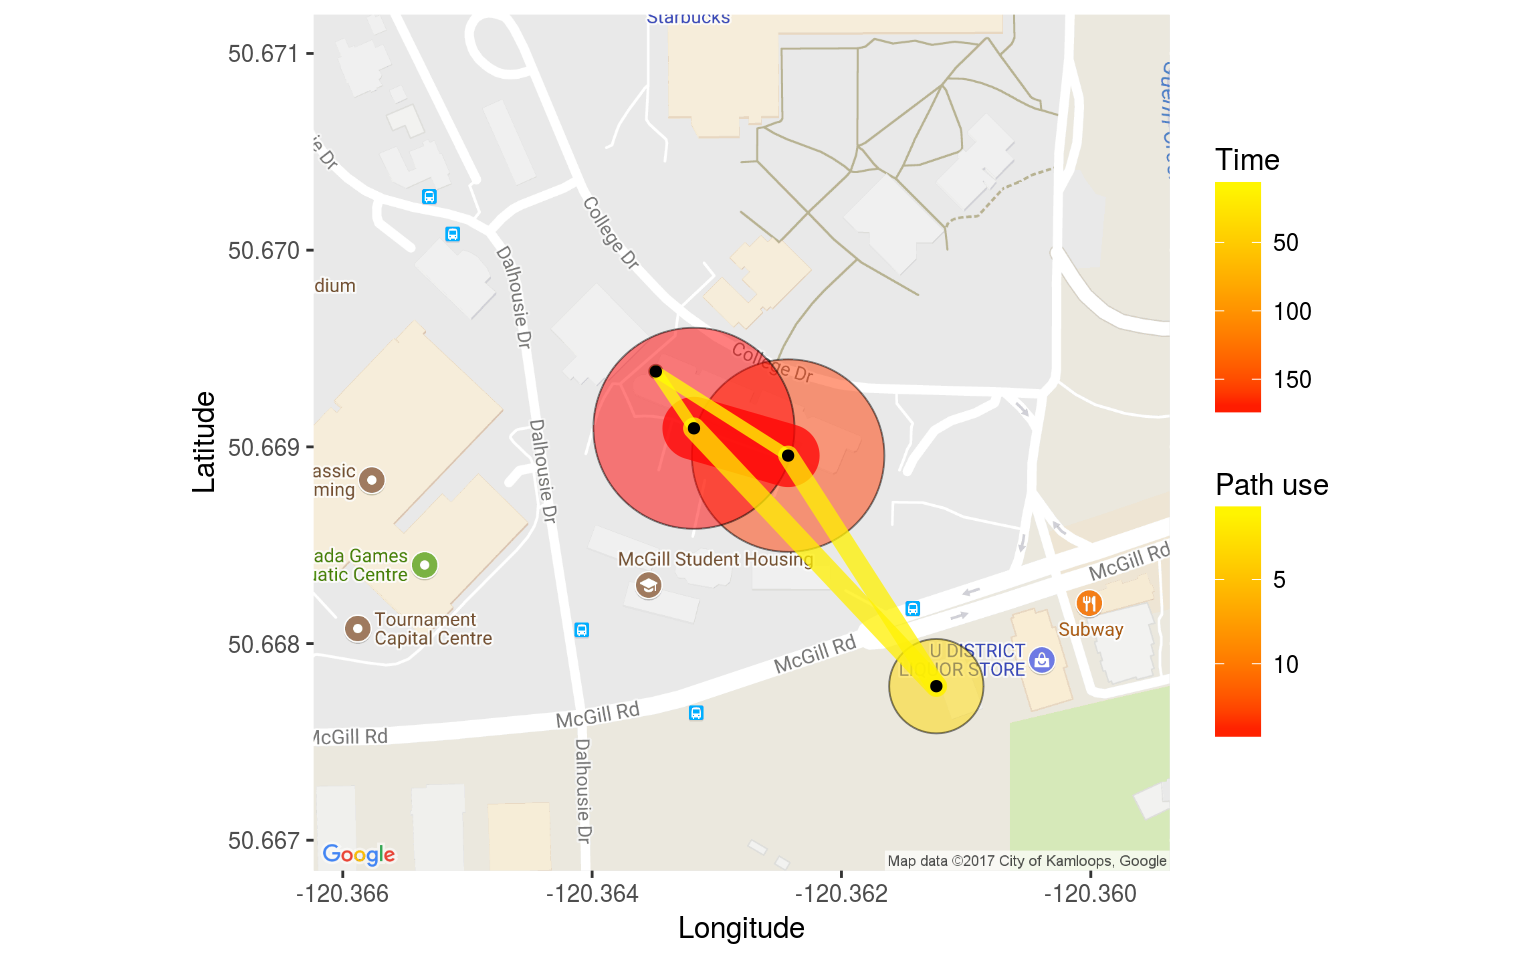 Starbucks
50.671
50.670
50.669
50.668
50.667
Latitude
-120.366
-120.364
-120.362
-120.360
Longitude
ie Dr
College Dr
Dalhousie Dr
dium
College Dr
Dalhousie Dr
assic
ming
ada Games
uatic Centre
Tournament
Capital Centre
McGill Student Housing
McGill Rd
Subway
U DISTRICT
LIQUOR STORE
McGill Rd
McGill Rd
McGill Rd
Dalhousie Dr
Google
Map data ©2017 City of Kamloops, Google
Time
50
100
150
Path use
5
10